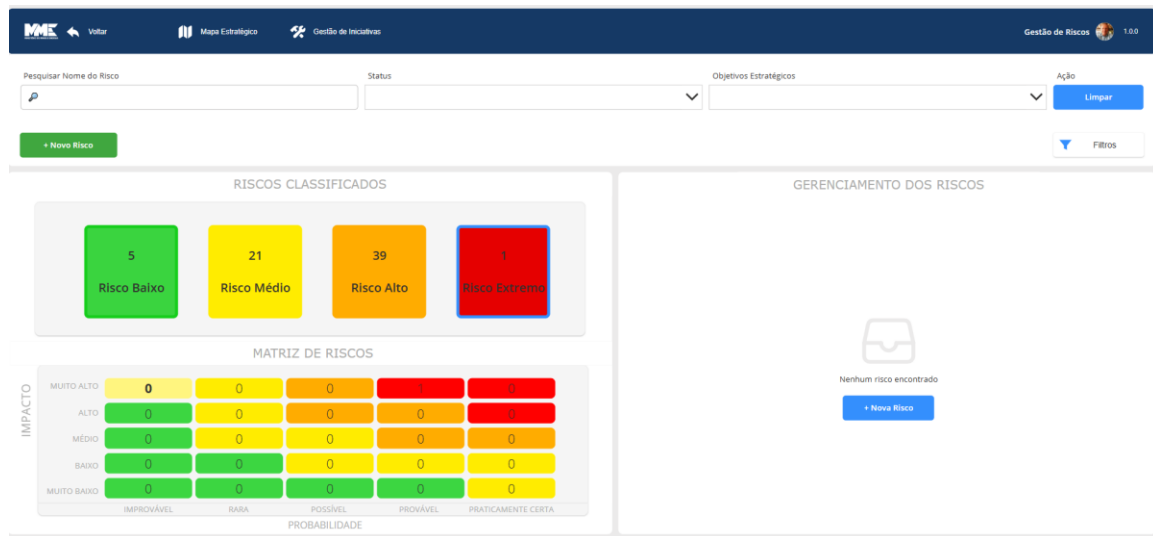 MME Voltar Mapa Estratégico Gestão de Iniciativas Gestão de Riscos 1.0.0
Pesquisar Nome do Risco Status Objetivos Estratégicos Ação
Limpar
+ Novo Risco Filtros
RISCOS CLASSIFICADOS
5 21 39 1
Risco Baixo Risco Médio Risco Alto Risco Extremo
MATRIZ DE RISCOS
IMPACTO
MUITO ALTO 0 0 0 1 0
ALTO 0 0 0 0 0
MÉDIO 0 0 0 0 0
BAIXO 0 0 0 0 0
MUITO BAIXO 0 0 0 0 0
IMPROVÁVEL RARA POSSÍVEL PROVÁVEL PRATICAMENTE CERTA
PROBABILIDADE
GERENCIAMENTO DOS RISCOS
Nenhum risco encontrado
+ Nova Risco